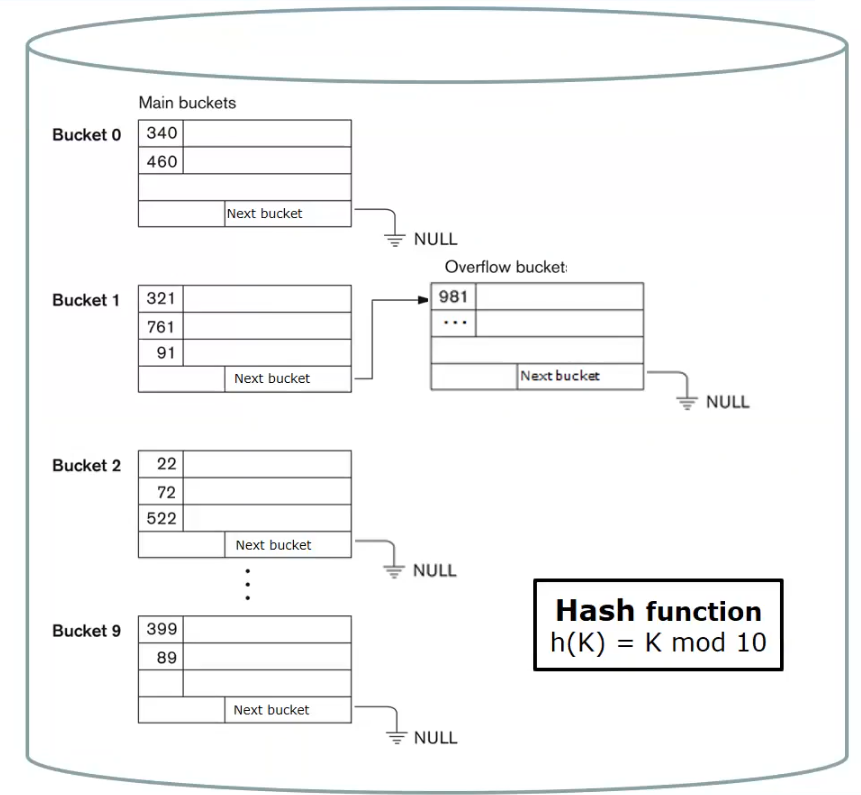 Main buckets
Bucket 0
340
460
Next bucket
NULL
Overflow bucket
Bucket 1
321
761
91
Next bucket
981
...
Next bucket
NULL
Bucket 2
22
72
522
Next bucket
NULL
Bucket 9
399
89
Next bucket
NULL
Hash function
h(K) = K mod 10